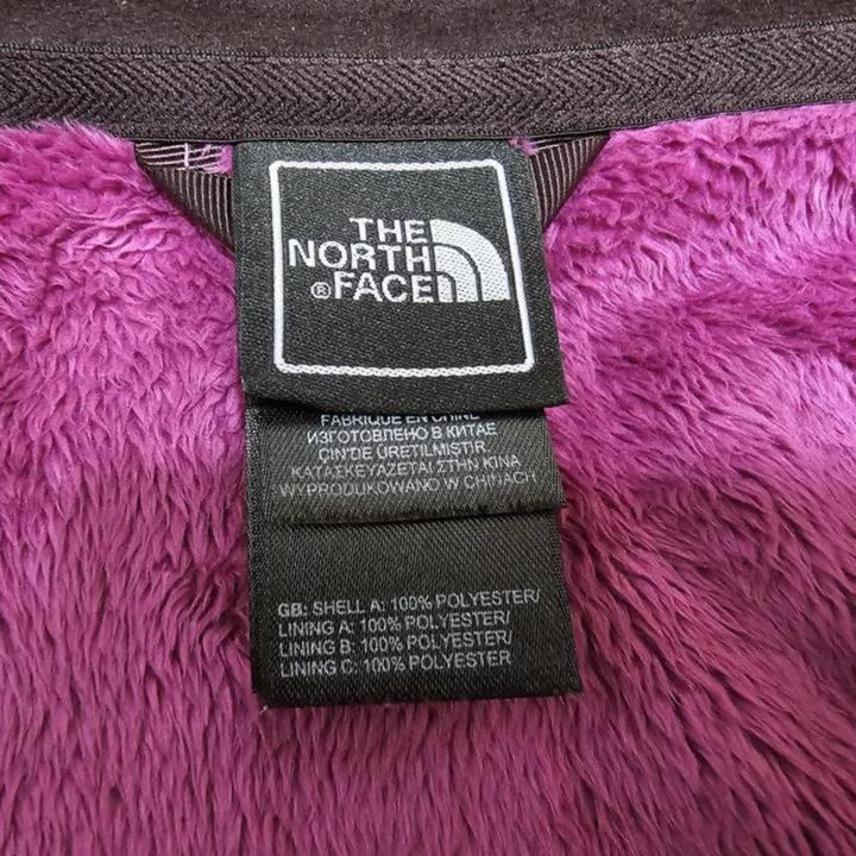 THE
NORTH
®FACE
FABRIQUÉ EN CHINE
ИЗГОТОВЛЕНО В КИТАЕ
ÇIN'DE ÜRETILMIŞTIR
ΚΑΤΑΣΚΕΥΑΖΕΤΑΙ ΣΤΗΝ ΚΙΝΑ
WYPRODUKOWANO W CHINACH
GB: SHELL A: 100% POLYESTER/
LINING A: 100% POLYESTER/
LINING B: 100% POLYESTER/
LINING C: 100% POLYESTER